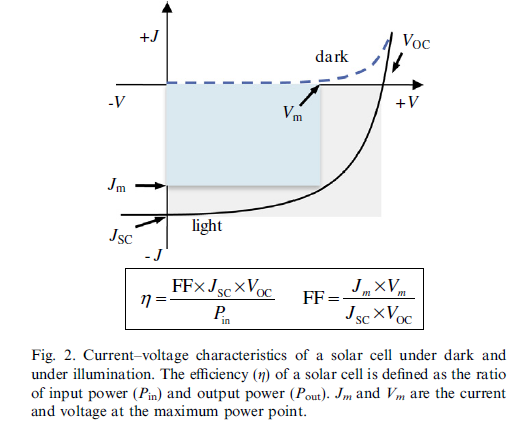 +J
dark
V_OC
-V
V_m
+V
J_m
J_SC
light
- J
η = FF×J_SC×V_OC / P_in
FF = J_m×V_m / J_SC×V_OC
Fig. 2. Current–voltage characteristics of a solar cell under dark and
under illumination. The efficiency (η) of a solar cell is defined as the ratio
of input power (P_in) and output power (P_out). J_m and V_m are the current
and voltage at the maximum power point.